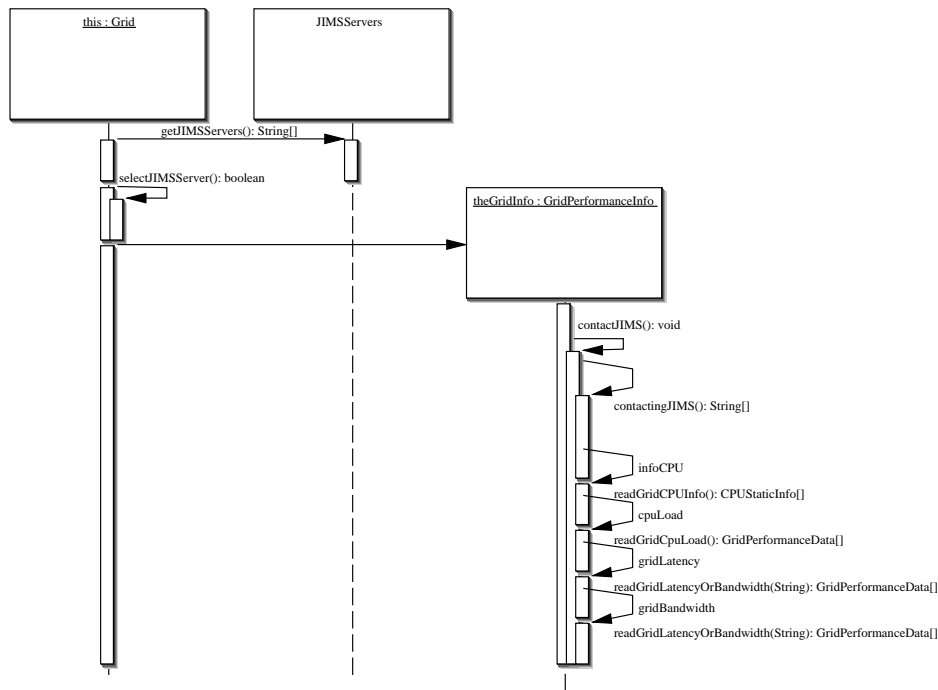 this : Grid
JIMSServers
getJIMSServers(): String[]
selectJIMSServer(): boolean
theGridInfo : GridPerformanceInfo
contactJIMS(): void
contactingJIMS(): String[]
infoCPU
readGridCPUInfo(): CPUStaticInfo[]
cpuLoad
readGridCpuLoad(): GridPerformanceData[]
gridLatency
readGridLatencyOrBandwidth(String): GridPerformanceData[]
gridBandwidth
readGridLatencyOrBandwidth(String): GridPerformanceData[]